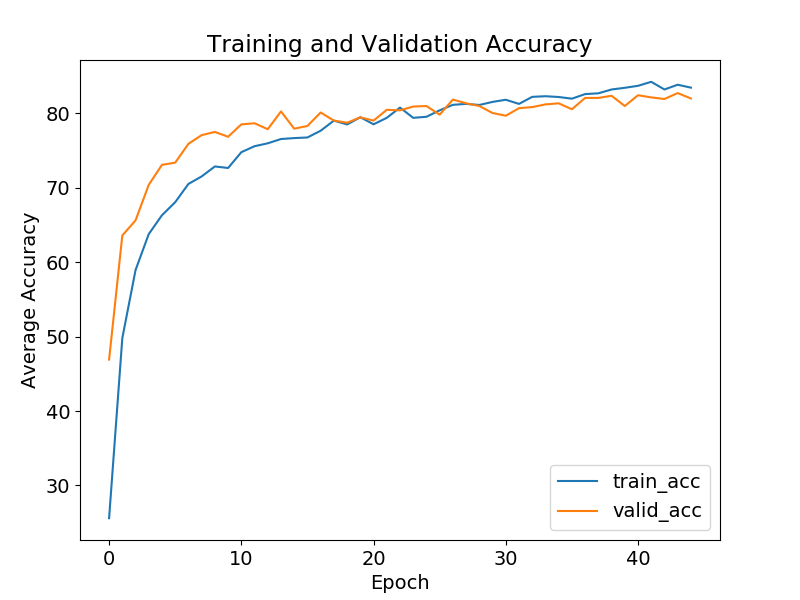 Training and Validation Accuracy
Average Accuracy
80
70
60
50
40
30
train_acc
valid_acc
0
10
20
30
40
Epoch